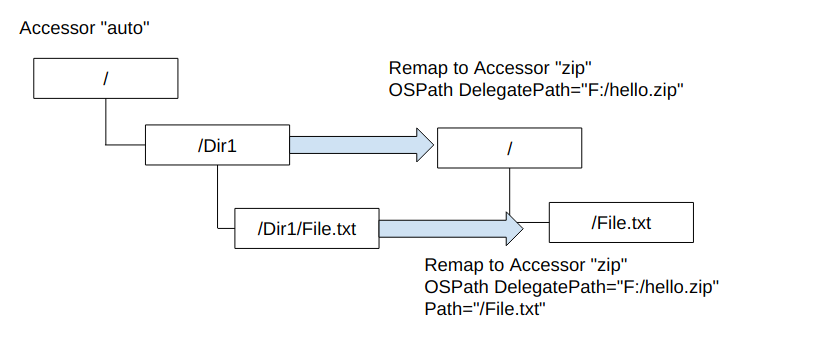 Accessor "auto"
/
Remap to Accessor "zip"
OSPath DelegatePath="F:/hello.zip"
/Dir1
/
/Dir1/File.txt
/File.txt
Remap to Accessor "zip"
OSPath DelegatePath="F:/hello.zip"
Path="/File.txt"